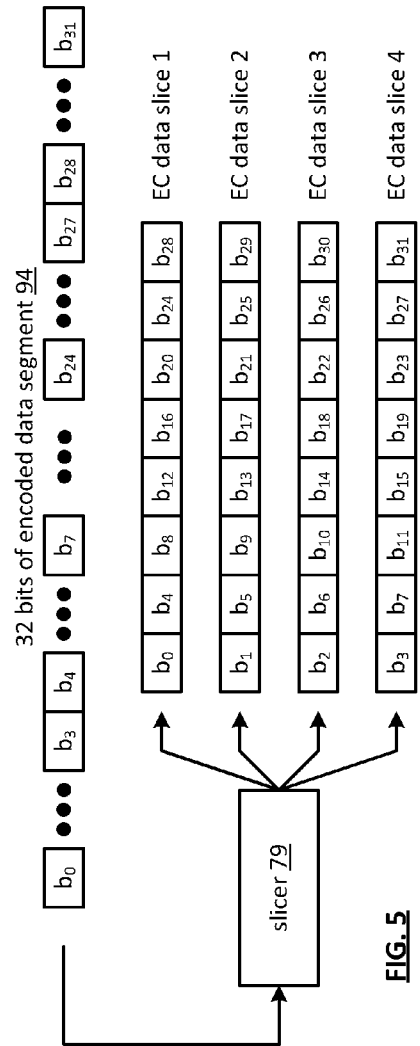 32 bits of encoded data segment 94
b0 ●●● b3 b4 ●●● b7 ●●● b24 ●●● b27 b28 ●●● b31
b0 b4 b8 b12 b16 b20 b24 b28 EC data slice 1
b1 b5 b9 b13 b17 b21 b25 b29 EC data slice 2
slicer 79
b2 b6 b10 b14 b18 b22 b26 b30 EC data slice 3
b3 b7 b11 b15 b19 b23 b27 b31 EC data slice 4
FIG. 5